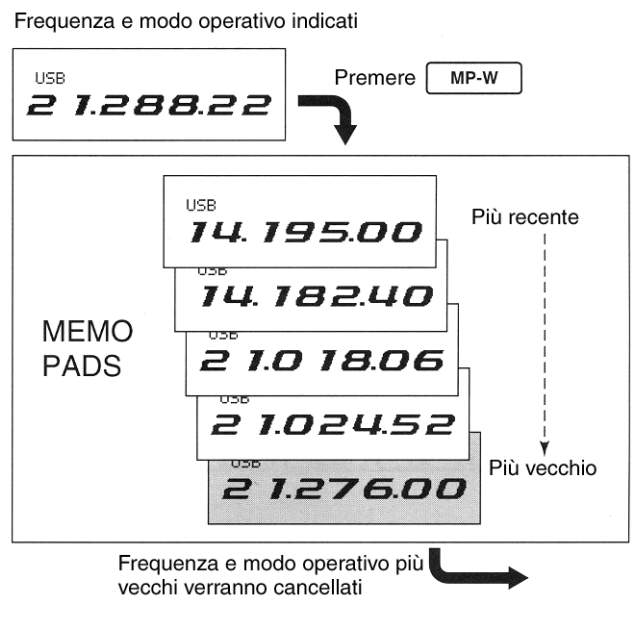 Frequenza e modo operativo indicati
USB
21.288.22
Premere MP-W
USB
14.195.00
Più recente
USB
14.182.40
MEMO
PADS
USB
21.018.06
USB
21.024.52
USB
21.276.00
Più vecchio
Frequenza e modo operativo più
vecchi verranno cancellati